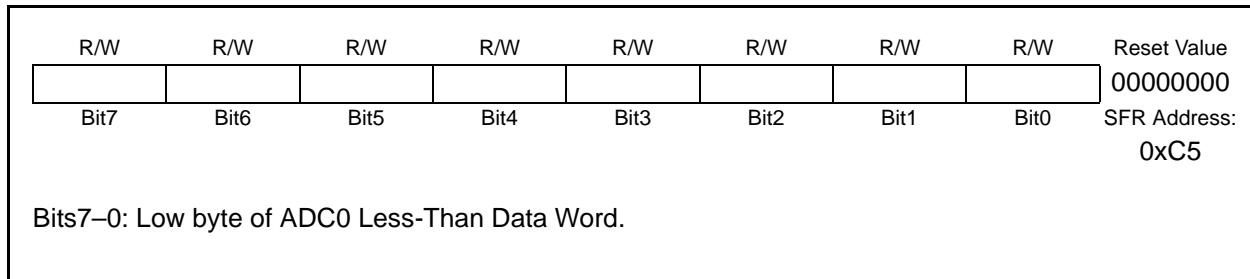 R/W R/W R/W R/W R/W R/W R/W R/W Reset Value
00000000
Bit7 Bit6 Bit5 Bit4 Bit3 Bit2 Bit1 Bit0 SFR Address:
0xC5
Bits7–0: Low byte of ADC0 Less-Than Data Word.